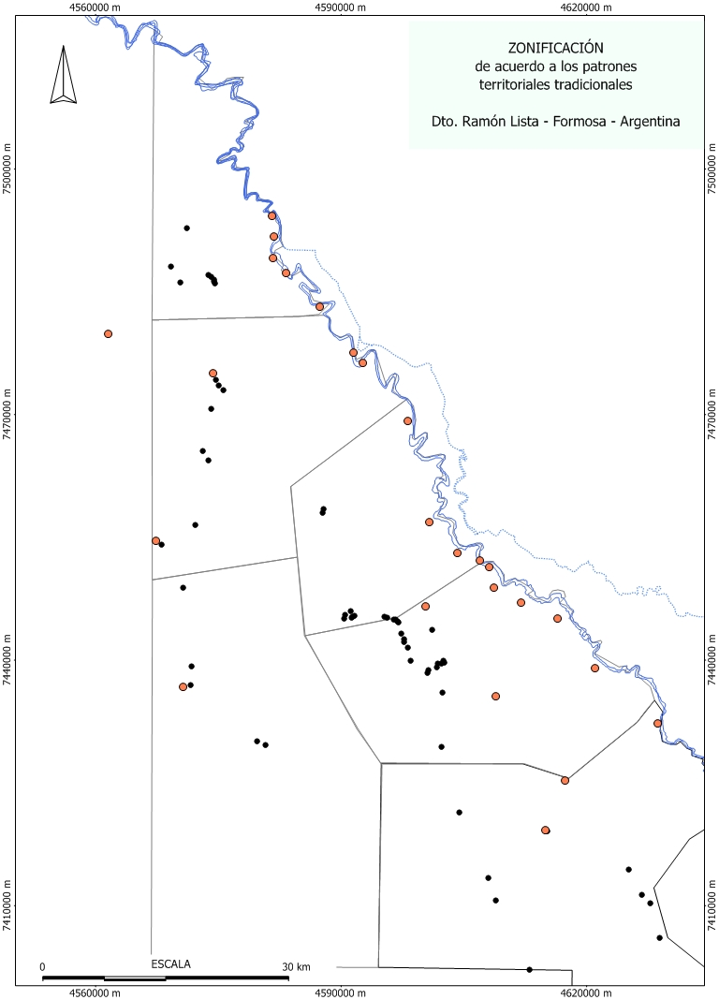 4560000 m
4590000 m
4620000 m
ZONIFICACIÓN
de acuerdo a los patrones
territoriales tradicionales
Dto. Ramón Lista - Formosa - Argentina
7500000 m
7500000 m
7470000 m
7470000 m
7440000 m
7440000 m
7410000 m
7410000 m
ESCALA
0
30 km
4560000 m
4590000 m
4620000 m